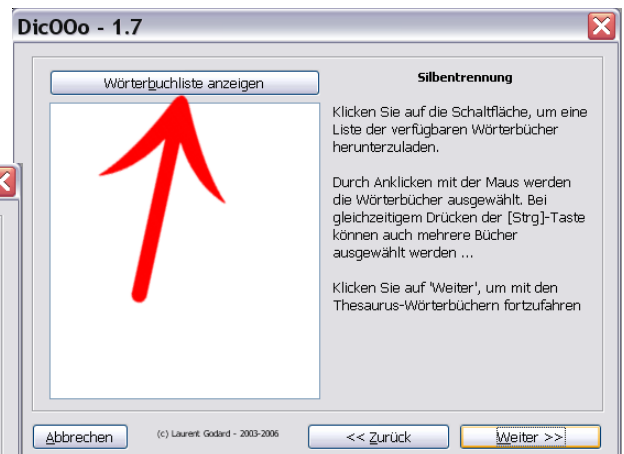 DicOOo - 1.7
Wörterbuchliste anzeigen
Silbentrennung
Klicken Sie auf die Schaltfläche, um eine
Liste der verfügbaren Wörterbücher
herunterzuladen.
Durch Anklicken mit der Maus werden
die Wörterbücher ausgewählt. Bei
gleichzeitigem Drücken der [Strg]-Taste
können auch mehrere Bücher
ausgewählt werden ...
Klicken Sie auf 'Weiter', um mit den
Thesaurus-Wörterbüchern fortzufahren
Abbrechen
(c) Laurent Godard - 2003-2006
<< Zurück
Weiter >>